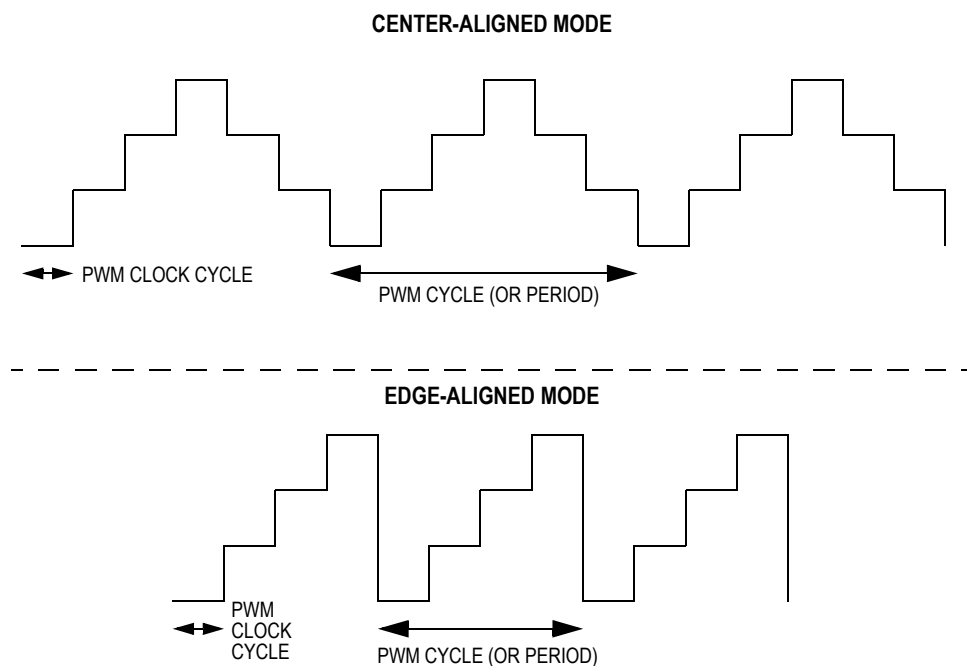 CENTER-ALIGNED MODE
PWM CLOCK CYCLE
PWM CYCLE (OR PERIOD)
EDGE-ALIGNED MODE
PWM
CLOCK
CYCLE
PWM CYCLE (OR PERIOD)